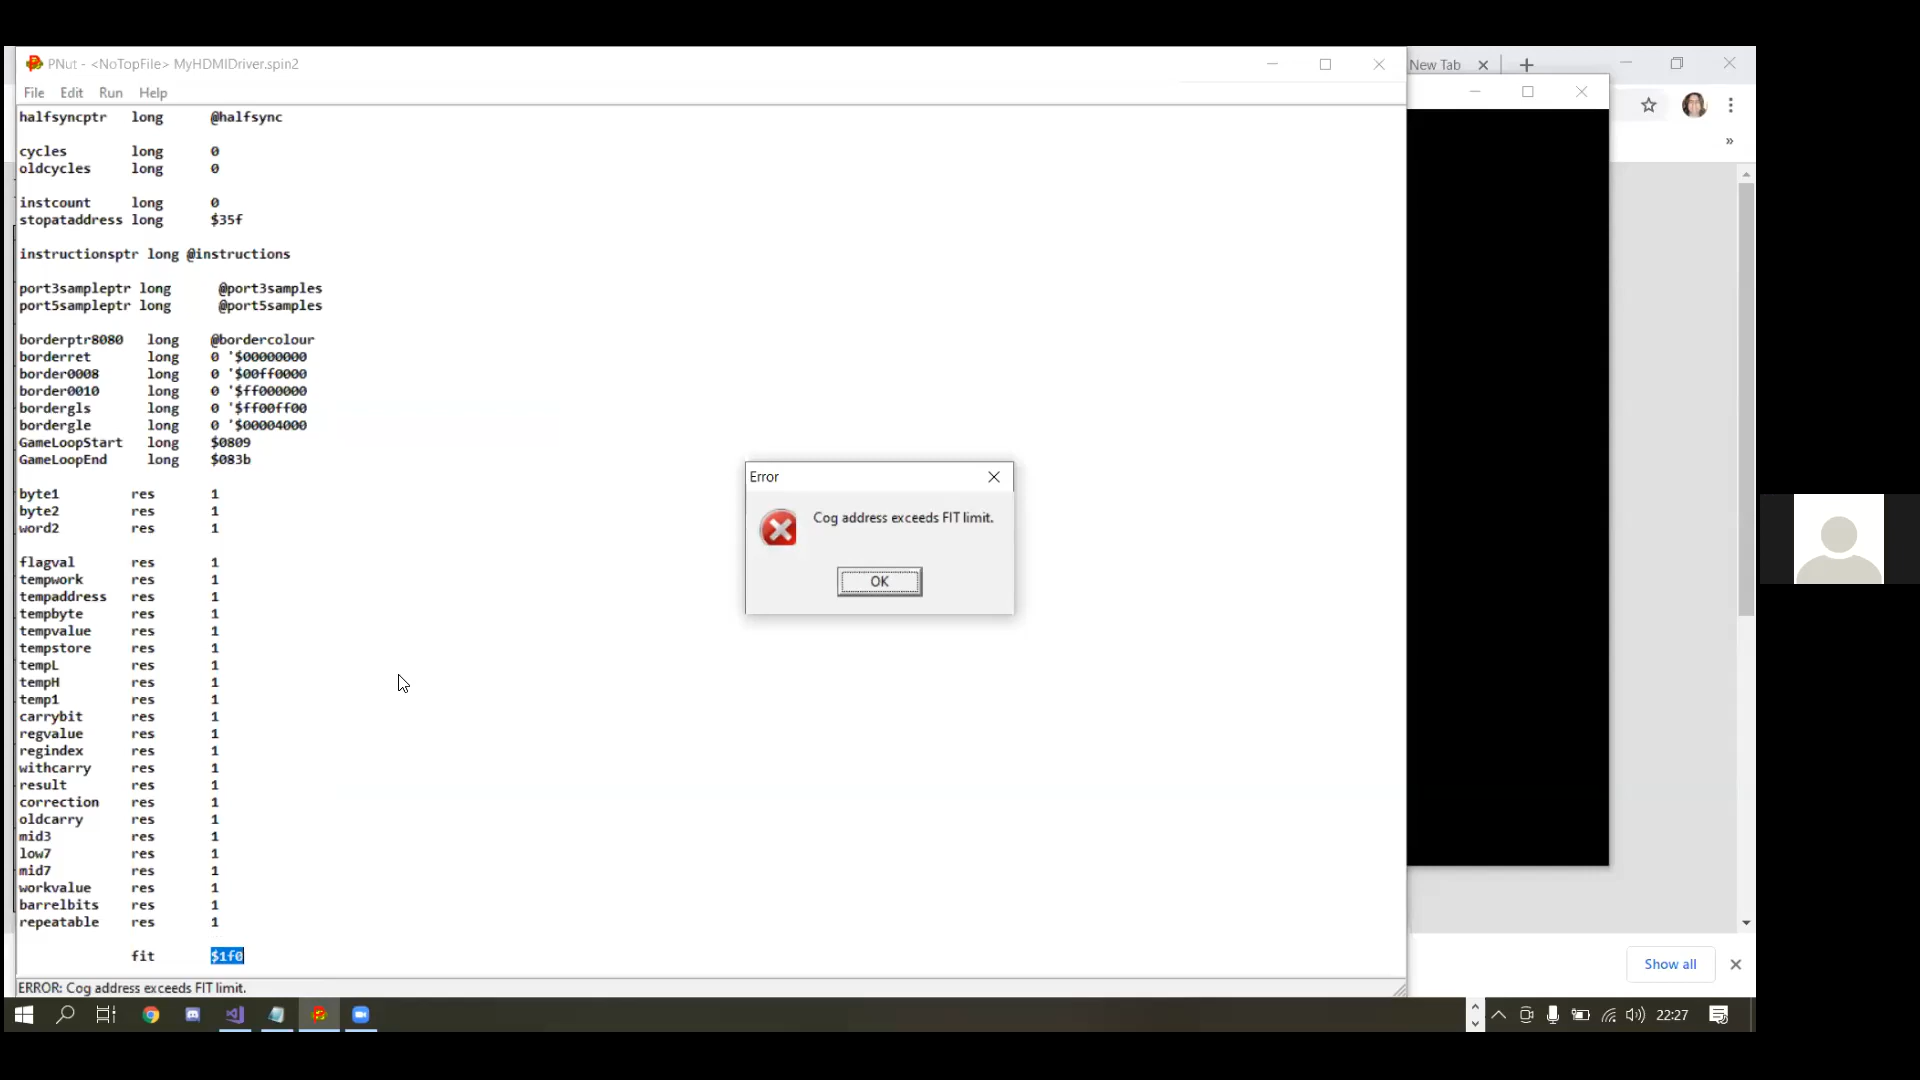 PNut - <NoTopFile> MyHDMIDriver.spin2
New Tab
File Edit Run Help
halfsyncptr long @halfsync
cycles long 0
oldcycles long 0
instcount long 0
stopataddress long $35f
instructionsptr long @instructions
port3sampleptr long @port3samples
port5sampleptr long @port5samples
borderptr8080 long @bordercolour
borderret long 0 '$00000000
border0008 long 0 '$00ff0000
border0010 long 0 '$ff000000
bordergls long 0 '$ff00ff00
bordergle long 0 '$00004000
GameLoopStart long $0809
GameLoopEnd long $083b
byte1 res 1
byte2 res 1
word2 res 1
flagval res 1
tempwork res 1
tempaddress res 1
tempbyte res 1
tempvalue res 1
tempstore res 1
tempL res 1
tempH res 1
temp1 res 1
carrybit res 1
regvalue res 1
regindex res 1
withcarry res 1
result res 1
correction res 1
oldcarry res 1
mid3 res 1
low7 res 1
mid7 res 1
workvalue res 1
barrelbits res 1
repeatable res 1
fit $1f0
Error
Cog address exceeds FIT limit.
OK
Show all
ERROR: Cog address exceeds FIT limit.
22:27